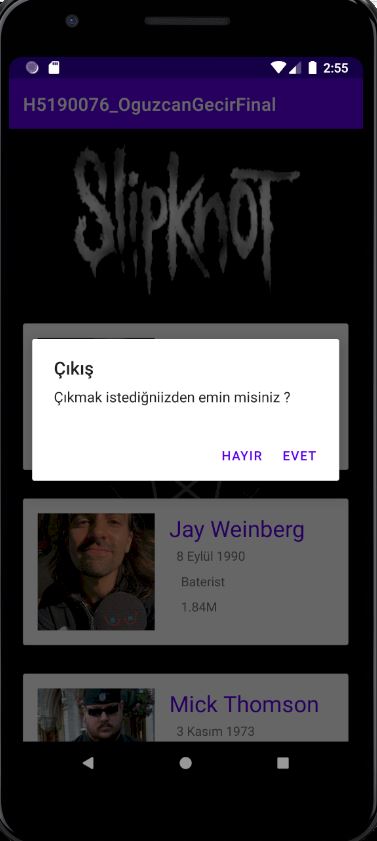 2:55
H5190076_OguzcanGecirFinal
Slipknot
Çıkış
Çıkmak istediğniizden emin misiniz ?
HAYIR EVET
Jay Weinberg
8 Eylül 1990
Baterist
1.84M
Mick Thomson
3 Kasım 1973